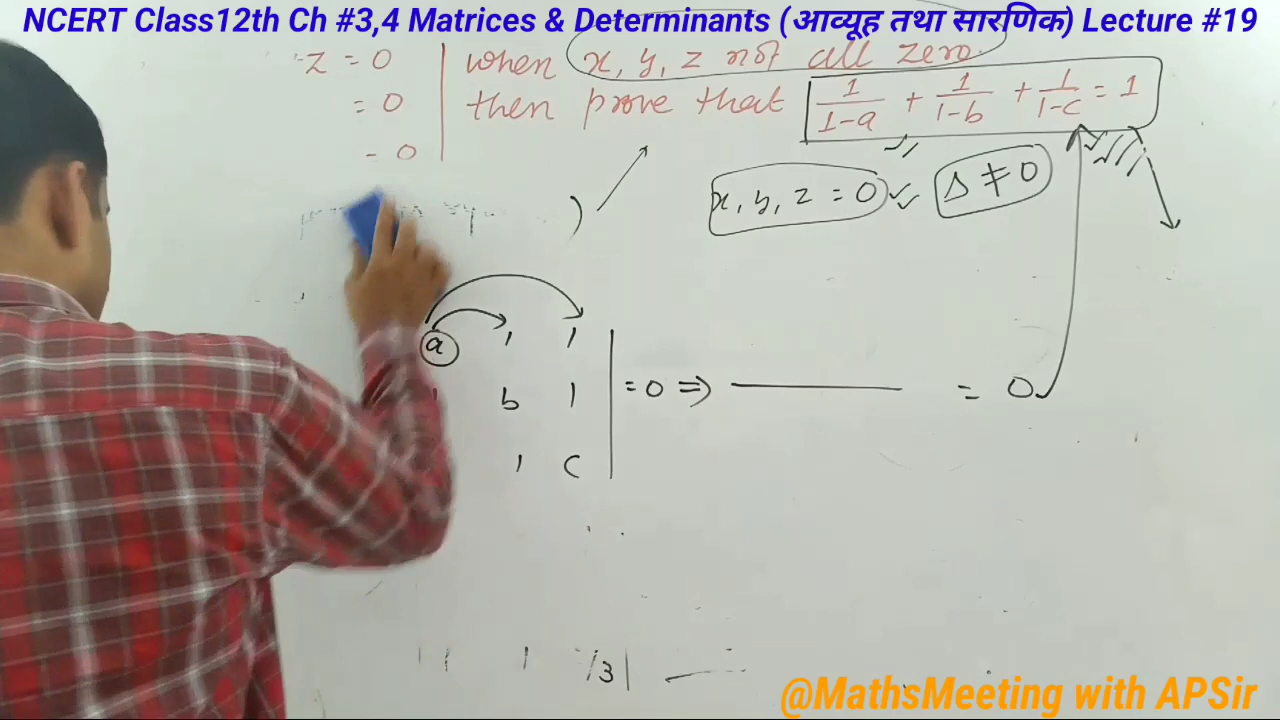 NCERT Class12th Ch #3,4 Matrices & Determinants (आव्यूह तथा सारणिक) Lecture #19
z = 0 | when x, y, z not all zero.
= 0 | then prove that 1/(1-a) + 1/(1-b) + 1/(1-c) = 1
- 0
x, y, z = 0 Δ ≠ 0
a 1 1
b 1 = 0 ⇒ = 0
1 c
@MathsMeeting with APSir